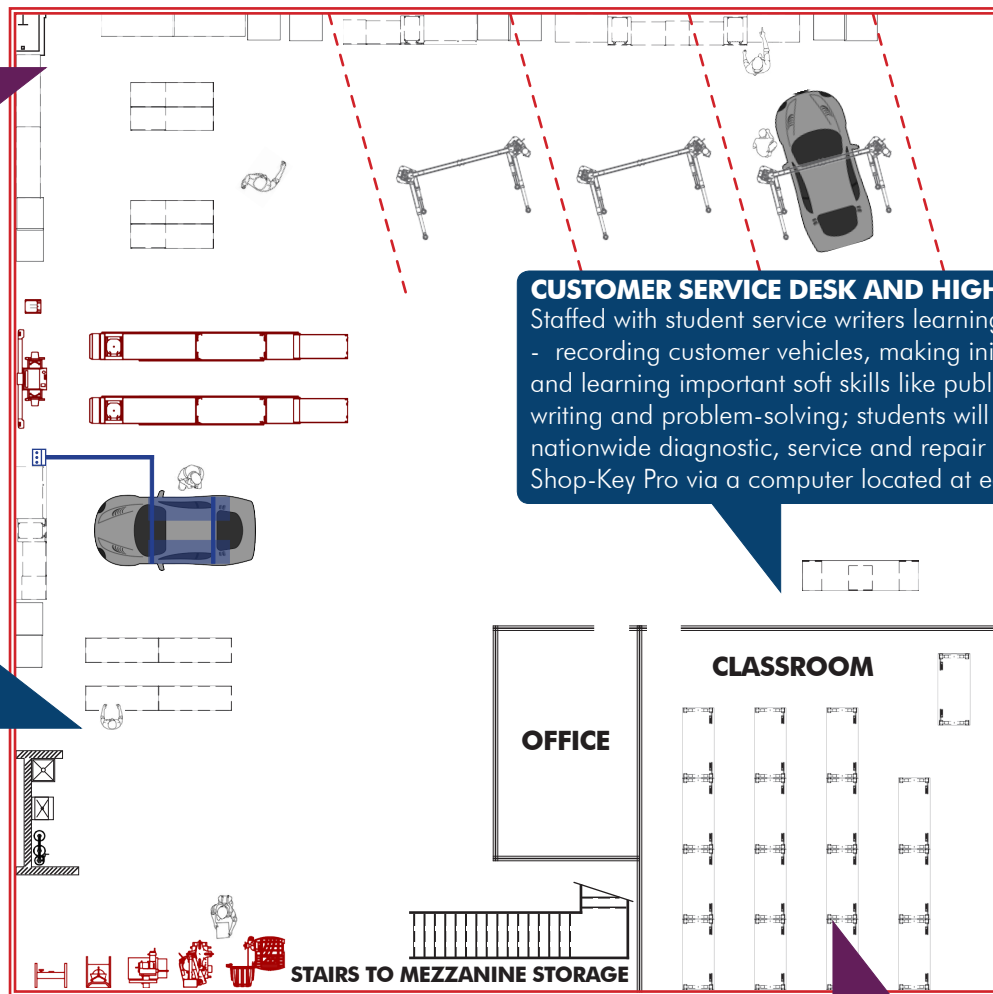 CUSTOMER SERVICE DESK AND HIGH
Staffed with student service writers learning
- recording customer vehicles, making ini
and learning important soft skills like publ
writing and problem-solving; students will
nationwide diagnostic, service and repair
Shop-Key Pro via a computer located at e
CLASSROOM
OFFICE
STAIRS TO MEZZANINE STORAGE